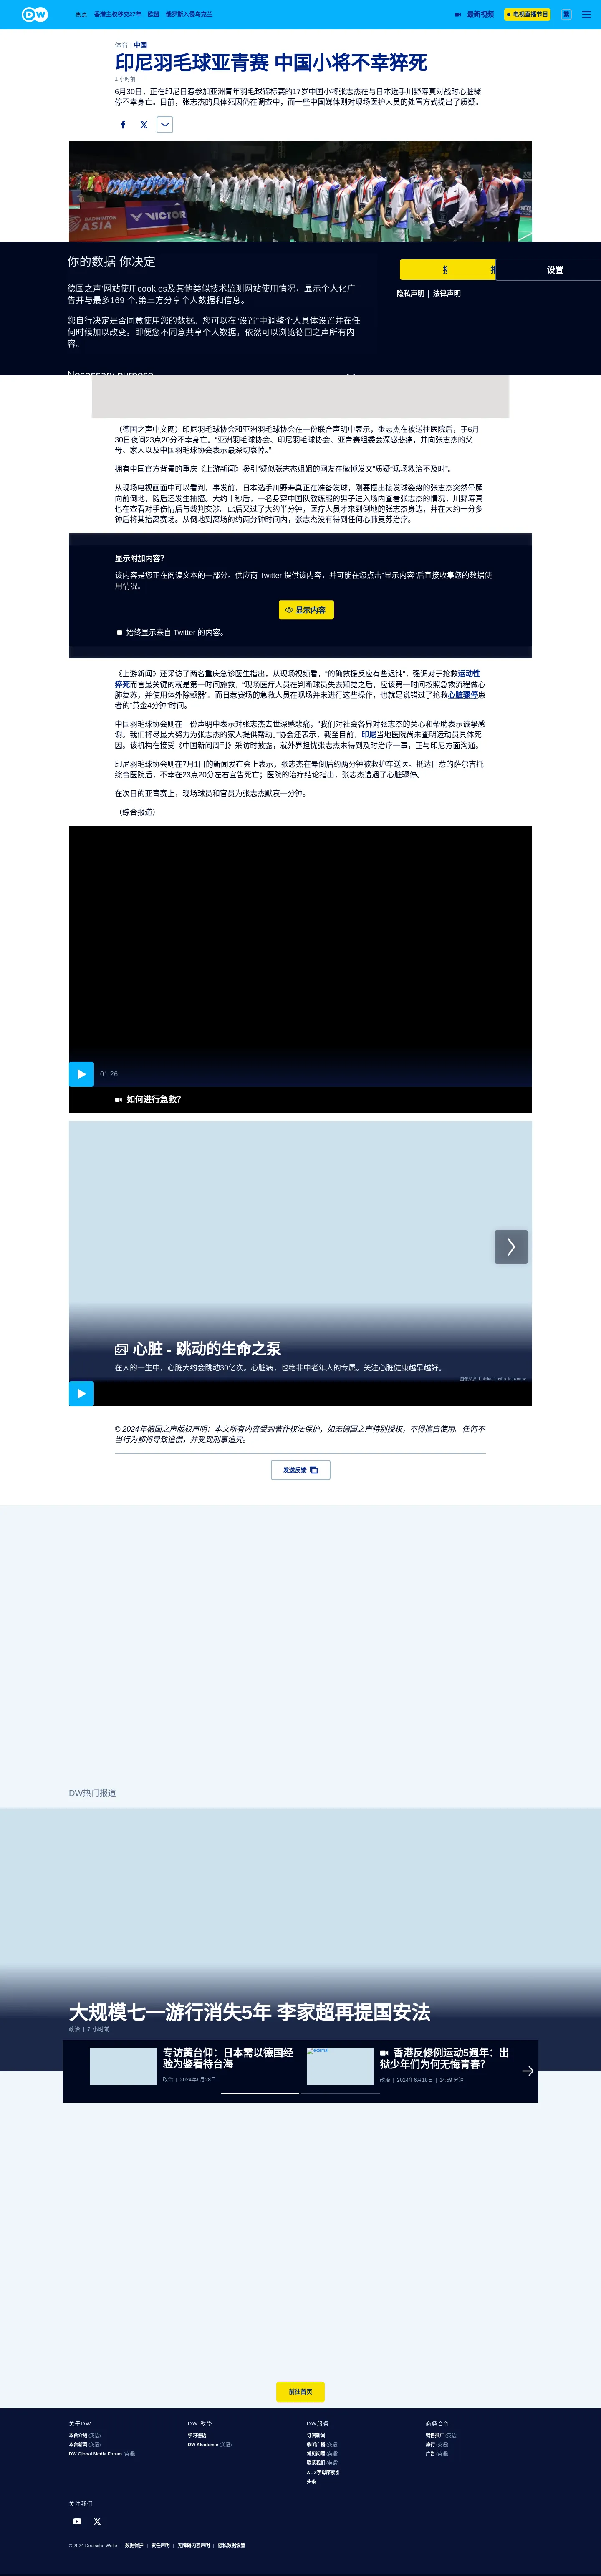 DW
焦点 香港主权移交27年 欧盟 俄罗斯入侵乌克兰
最新视频 电视直播节目 繁
体育 | 中国
印尼羽毛球亚青赛 中国小将不幸猝死
1 小时前
6月30日，正在印尼日惹参加亚洲青年羽毛球锦标赛的17岁中国小将张志杰在与日本选手川野寿真对战时心脏骤
停不幸身亡。目前，张志杰的具体死因仍在调查中，而一些中国媒体则对现场医护人员的处置方式提出了质疑。
BADMINTON
ASIA
VICTOR
你的数据 你决定
德国之声'网站使用cookies及其他类似技术监测网站使用情况，显示个人化广
告并与最多169 个;第三方分享个人数据和信息。
您自行决定是否同意使用您的数据。您可以在“设置”中调整个人具体设置并在任
何时候加以改变。即便您不同意共享个人数据，依然可以浏览德国之声所有内
容。
Necessary purpose
设置
隐私声明 | 法律声明
（德国之声中文网）印尼羽毛球协会和亚洲羽毛球协会在一份联合声明中表示，张志杰在被送往医院后，于6月
30日夜间23点20分不幸身亡。“亚洲羽毛球协会、印尼羽毛球协会、亚青赛组委会深感悲痛，并向张志杰的父
母、家人以及中国羽毛球协会表示最深切哀悼。”
拥有中国官方背景的重庆《上游新闻》援引“疑似张志杰姐姐的网友在微博发文”质疑“现场救治不及时”。
从现场电视画面中可以看到，事发前，日本选手川野寿真正在准备发球，刚要摆出接发球姿势的张志杰突然晕厥
向前倒地，随后还发生抽搐。大约十秒后，一名身穿中国队教练服的男子进入场内查看张志杰的情况，川野寿真
也在查看对手伤情后与裁判交涉。此后又过了大约半分钟，医疗人员才来到倒地的张志杰身边，并在大约一分多
钟后将其抬离赛场。从倒地到离场的约两分钟时间内，张志杰没有得到任何心肺复苏治疗。
显示附加内容?
该内容是您正在阅读文本的一部分。供应商 Twitter 提供该内容，并可能在您点击“显示内容”后直接收集您的数据使
用情况。
显示内容
始终显示来自 Twitter 的内容。
《上游新闻》还采访了两名重庆急诊医生指出，从现场视频看，“的确救援反应有些迟钝”，强调对于抢救运动性
猝死而言最关键的就是第一时间施救，“现场医疗人员在判断球员失去知觉之后，应该第一时间按照急救流程做心
肺复苏，并使用体外除颤器”。而日惹赛场的急救人员在现场并未进行这些操作，也就是说错过了抢救心脏骤停患
者的“黄金4分钟”时间。
中国羽毛球协会则在一份声明中表示对张志杰去世深感悲痛，“我们对社会各界对张志杰的关心和帮助表示诚挚感
谢。我们将尽最大努力为张志杰的家人提供帮助。”协会还表示，截至目前，印尼当地医院尚未查明运动员具体死
因。该机构在接受《中国新闻周刊》采访时披露，就外界担忧张志杰未得到及时治疗一事，正与印尼方面沟通。
印尼羽毛球协会则在7月1日的新闻发布会上表示，张志杰在晕倒后约两分钟被救护车送医。抵达日惹的萨尔吉托
综合医院后，不幸在23点20分左右宣告死亡；医院的治疗结论指出，张志杰遭遇了心脏骤停。
在次日的亚青赛上，现场球员和官员为张志杰默哀一分钟。
（综合报道）
01:26
如何进行急救?
心脏 - 跳动的生命之泵
在人的一生中，心脏大约会跳动30亿次。心脏病，也绝非中老年人的专属。关注心脏健康越早越好。
© 2024年德国之声版权声明：本文所有内容受到著作权法保护，如无德国之声特别授权，不得擅自使用。任何不
当行为都将导致追偿，并受到刑事追究。
发送反馈
DW热门报道
大规模七一游行消失5年 李家超再提国安法
政治 | 7 小时前
专访黄台仰：日本需以德国经
验为鉴看待台海
政治 | 2024年6月28日
external
香港反修例运动5週年：出
狱少年们为何无悔青春?
政治 | 2024年6月18日 | 14:59 分钟
前往首页
关于DW
本台介绍 (英语)
本台新闻 (英语)
DW Global Media Forum (英语)
DW 教學
学习德语
DW Akademie (英语)
DW服务
订阅新闻
收听广播 (英语)
常见问题 (英语)
联系我们 (英语)
A - Z字母序索引
头条
商务合作
销售推广 (英语)
旅行 (英语)
广告 (英语)
关注我们
© 2024 Deutsche Welle | 数据保护 | 责任声明 | 无障碍内容声明 | 隐私数据设置